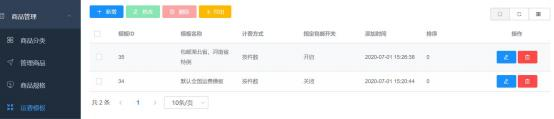 商品管理
商品分类
管理商品
商品规格
运费模板
+ 新增 修改 删除 导出
模板ID 模板名称 计费方式 指定包邮开关 添加时间 排序 操作
35 包邮湖北省、河南省特例 按件数 开启 2020-07-01 15:26:38 0
34 默认全国运费模板 按件数 关闭 2020-07-01 15:20:44 0
共 2 条 < 1 > 10条/页